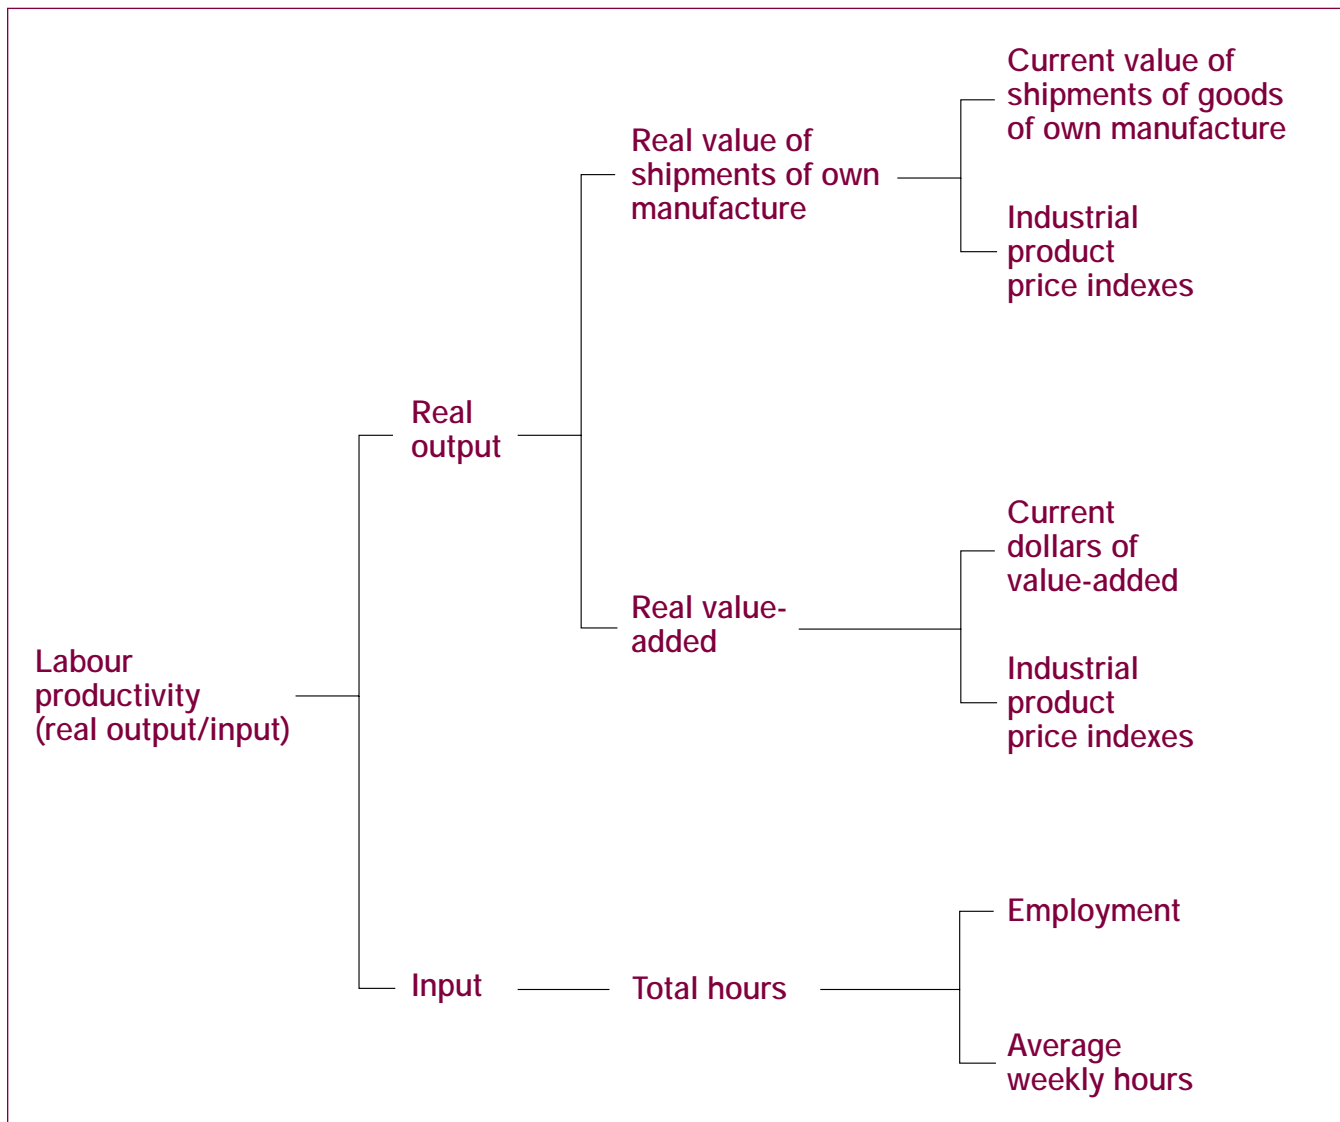 Current value of
shipments of goods
of own manufacture
Real value of
shipments of own
manufacture
Industrial
product
price indexes
Real
output
Current
dollars of
value-added
Real value-
added
Labour
productivity
(real output/input)
Industrial
product
price indexes
Employment
Input
Total hours
Average
weekly hours